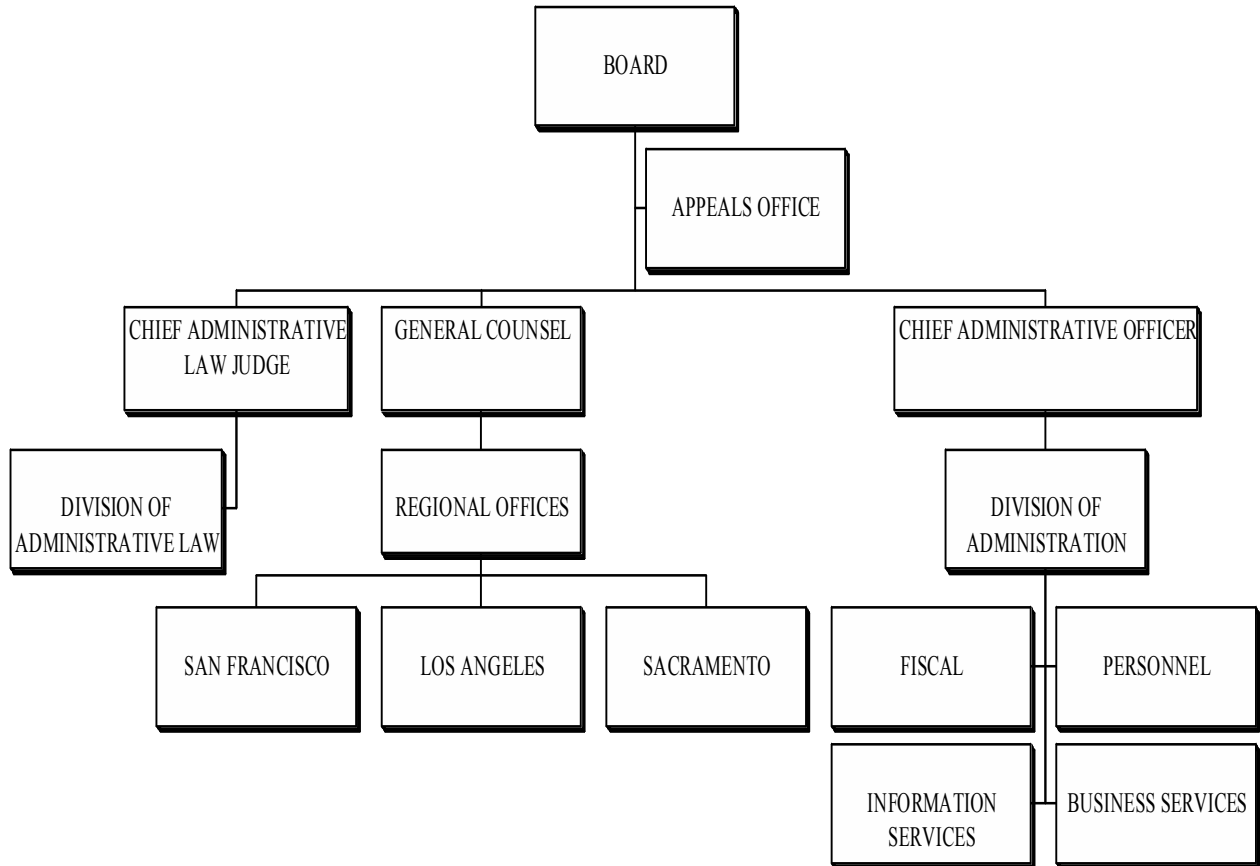 BOARD
APPEALS OFFICE
CHIEF ADMINISTRATIVE
LAW JUDGE
GENERAL COUNSEL
CHIEF ADMINISTRATIVE OFFICER
DIVISION OF
ADMINISTRATIVE LAW
REGIONAL OFFICES
DIVISION OF
ADMINISTRATION
SAN FRANCISCO
LOS ANGELES
SACRAMENTO
FISCAL
PERSONNEL
INFORMATION
SERVICES
BUSINESS SERVICES